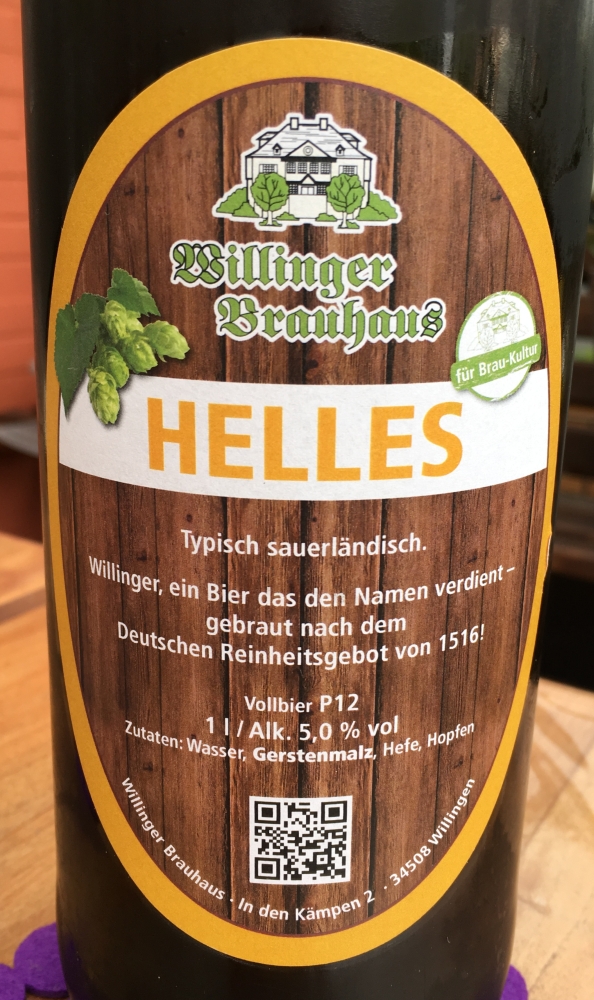 Willinger
Brauhaus
für Brau-Kultur
HELLES
Typisch sauerländisch.
Willinger, ein Bier das den Namen verdient –
gebraut nach dem
Deutschen Reinheitsgebot von 1516!
Vollbier P12
1 l / Alk. 5,0 % vol
Zutaten: Wasser, Gerstenmalz, Hefe, Hopfen
Willinger Brauhaus · In den Kämpen 2 · 34508 Willingen